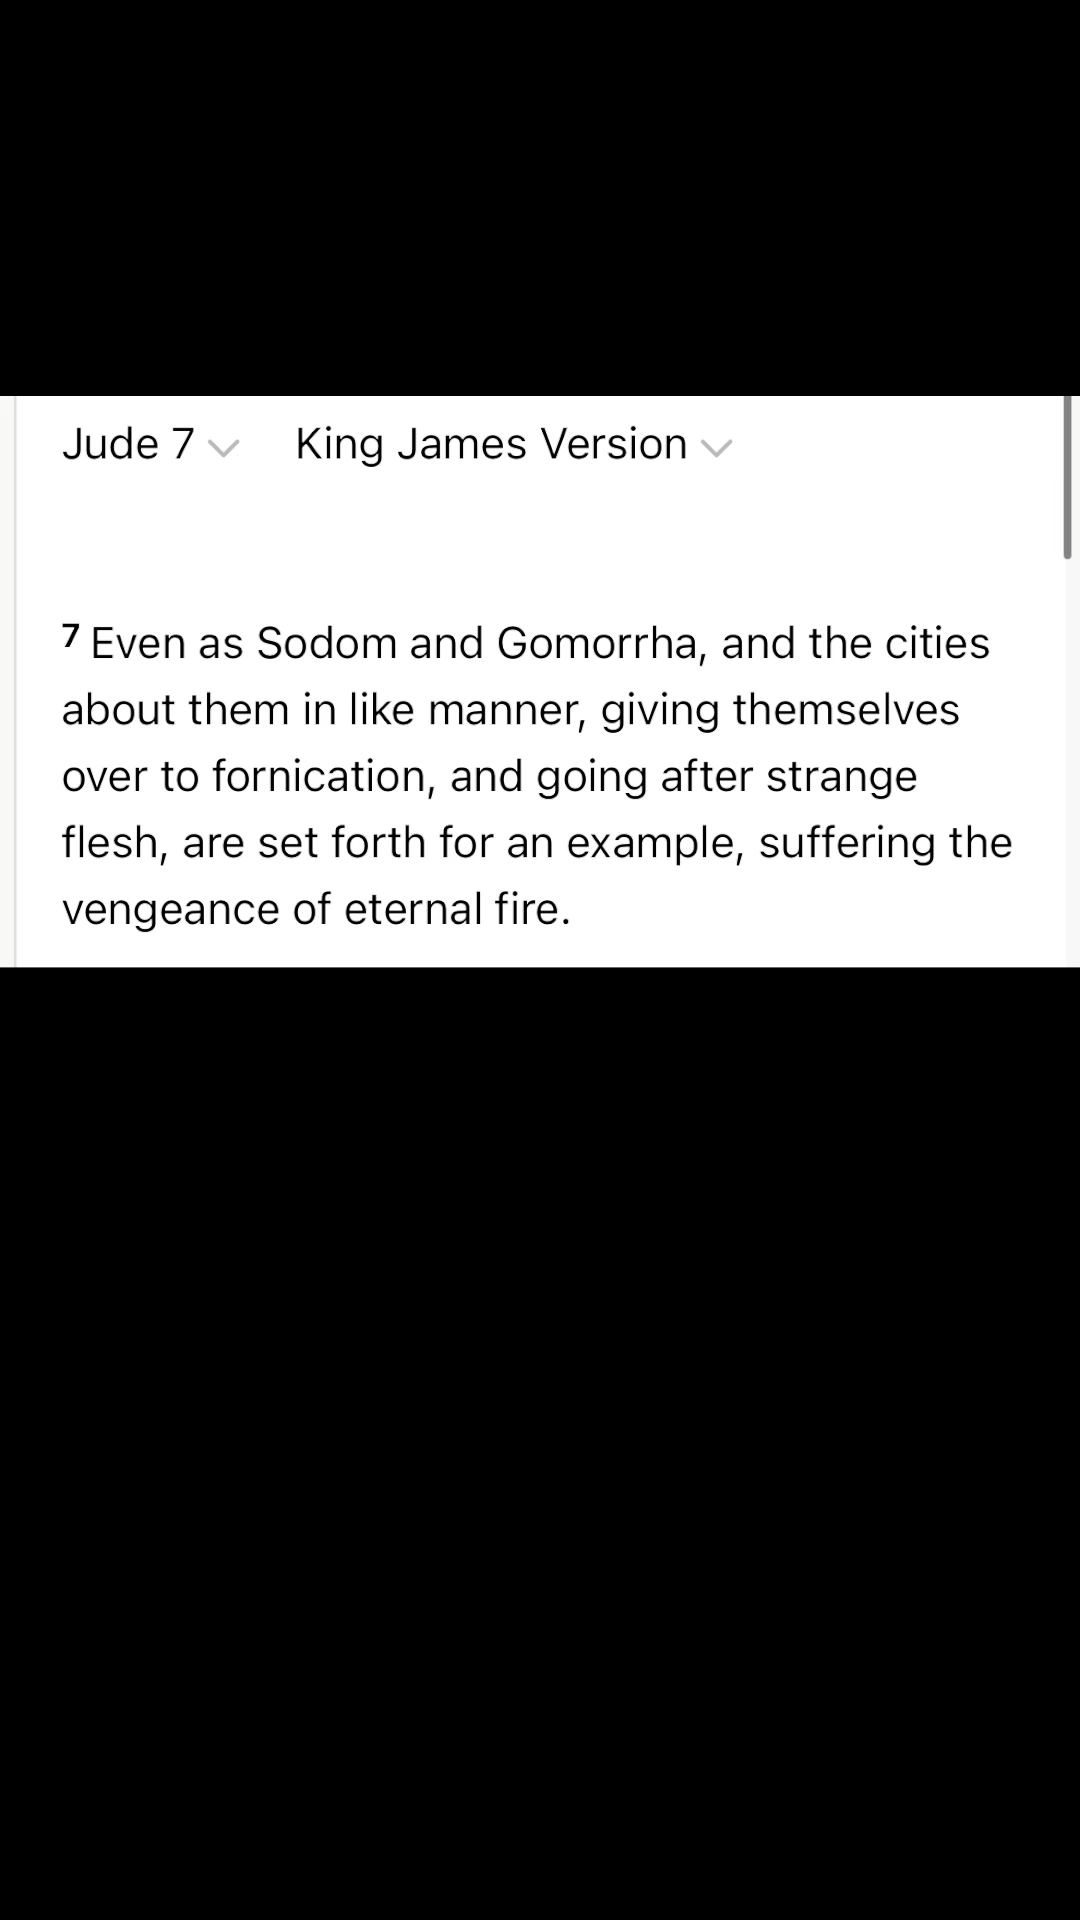 Jude 7 King James Version
7 Even as Sodom and Gomorrha, and the cities
about them in like manner, giving themselves
over to fornication, and going after strange
flesh, are set forth for an example, suffering the
vengeance of eternal fire.